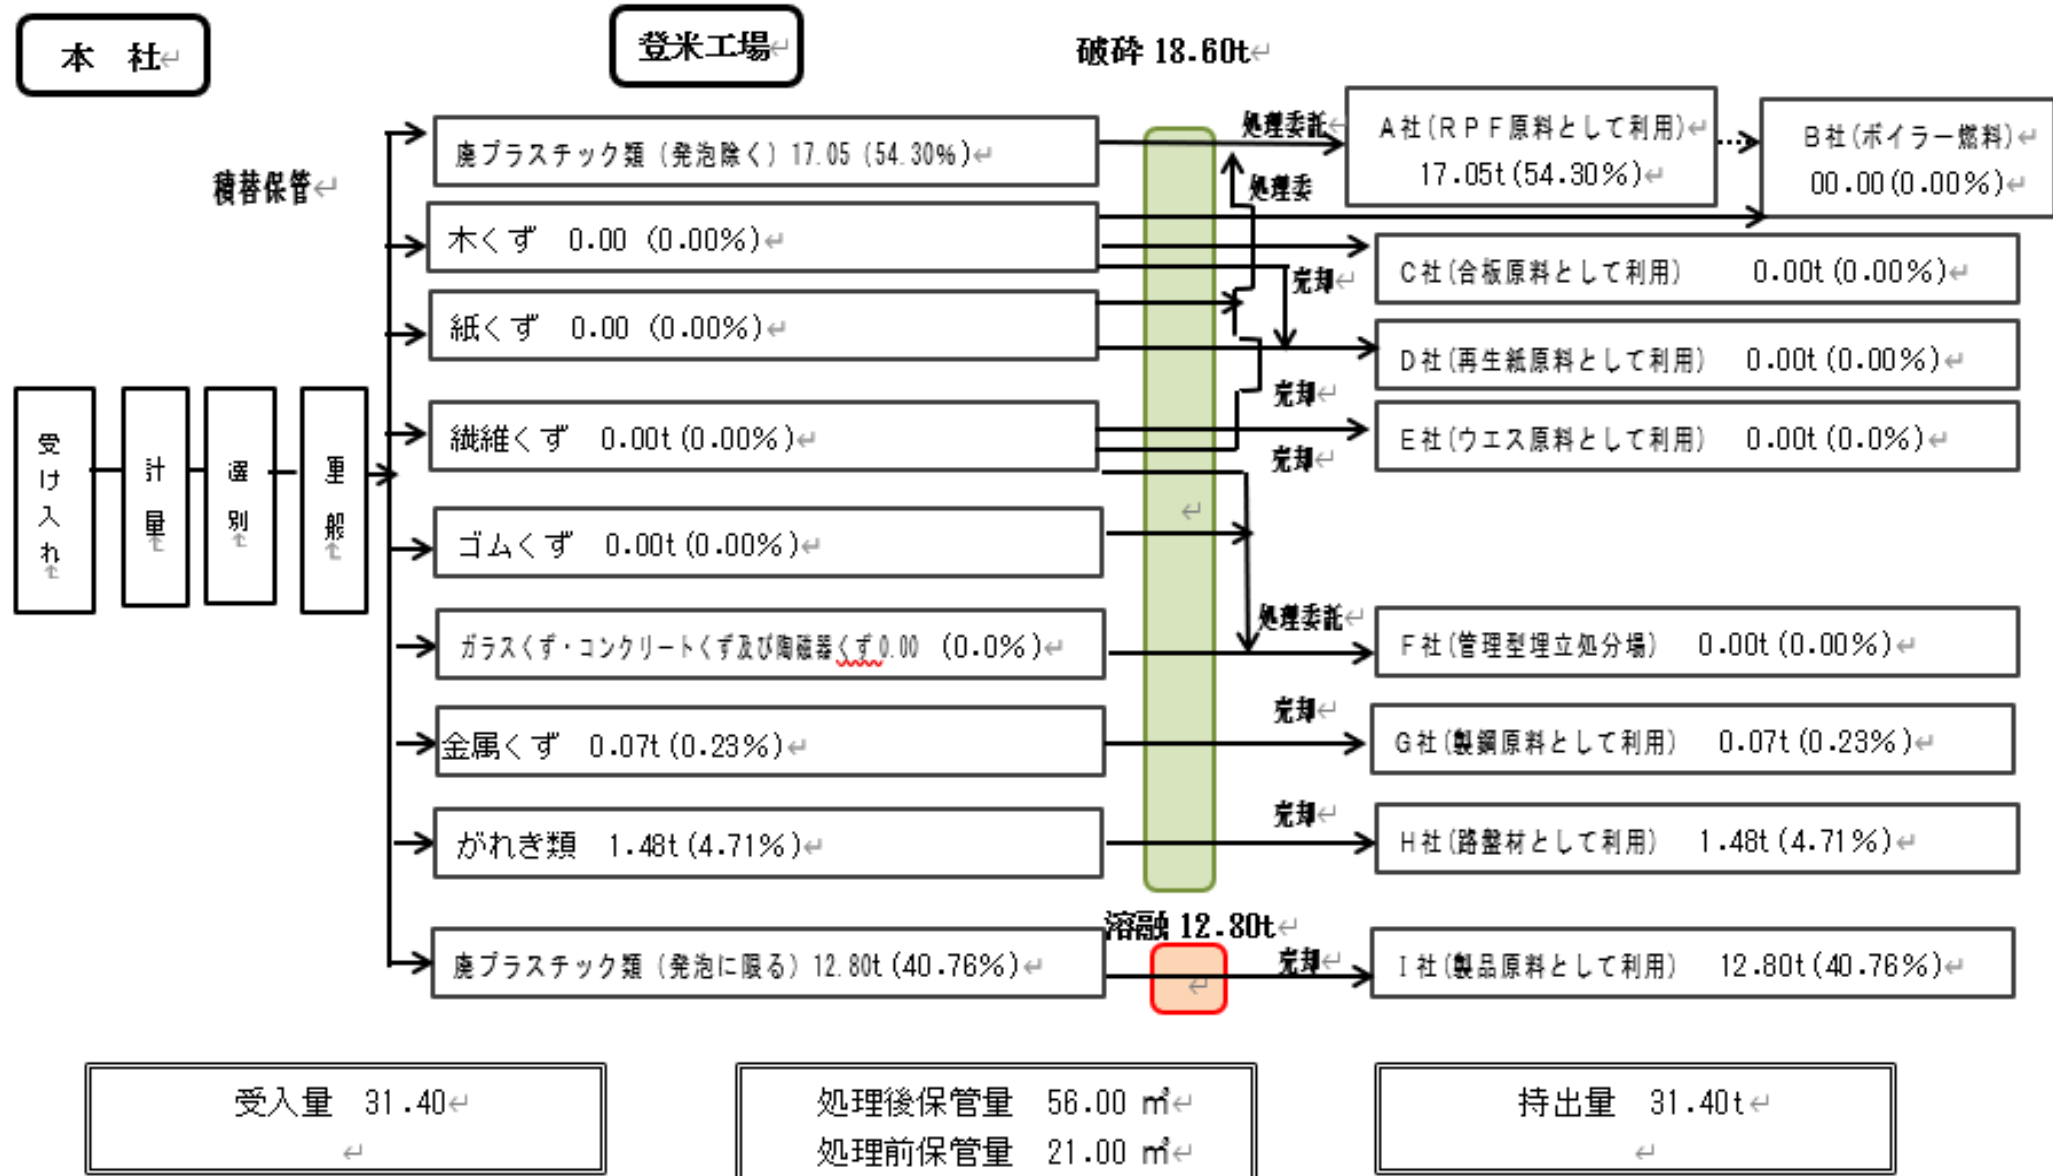 本　社
登米工場
破砕 18.60t
積替保管
受け入れ
計量
選別
運搬
廃プラスチック類（発泡除く）17.05（54.30%）
木くず　0.00（0.00%）
紙くず　0.00（0.00%）
繊維くず　0.00t(0.00%)
ゴムくず　0.00t(0.00%)
ガラスくず・コンクリートくず及び陶磁器くず0.00　(0.0%)
金属くず　0.07t(0.23%)
がれき類　1.48t(4.71%)
廃プラスチック類（発泡に限る）12.80t(40.76%)
処理委託
処理委
売却
売却
売却
処理委託
売却
売却
溶融 12.80t
売却
A社(RPF原料として利用)
17.05t(54.30%)
B社(ボイラー燃料)
00.00(0.00%)
C社(合板原料として利用)　0.00t(0.00%)
D社(再生紙原料として利用)　0.00t(0.00%)
E社(ウエス原料として利用)　0.00t(0.0%)
F社(管理型埋立処分場)　0.00t(0.00%)
G社(製鋼原料として利用)　0.07t(0.23%)
H社(路盤材として利用)　1.48t(4.71%)
I社(製品原料として利用)　12.80t(40.76%)
受入量　31.40
処理後保管量　56.00 ㎥
処理前保管量　21.00 ㎥
持出量　31.40t